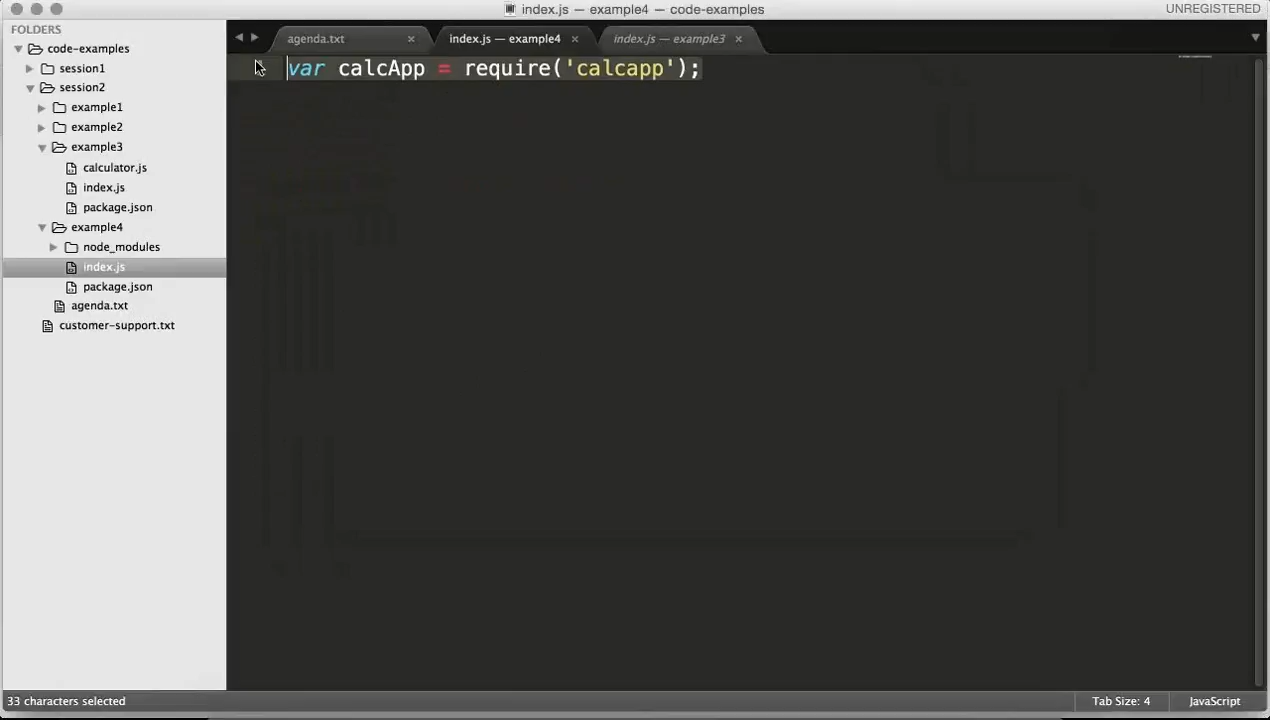 index.js — example4 — code-examples
UNREGISTERED
FOLDERS
code-examples
session1
session2
example1
example2
example3
calculator.js
index.js
package.json
example4
node_modules
index.js
package.json
agenda.txt
customer-support.txt
agenda.txt × index.js — example4 × index.js — example3 ×
var calcApp = require('calcapp');
33 characters selected
Tab Size: 4
JavaScript